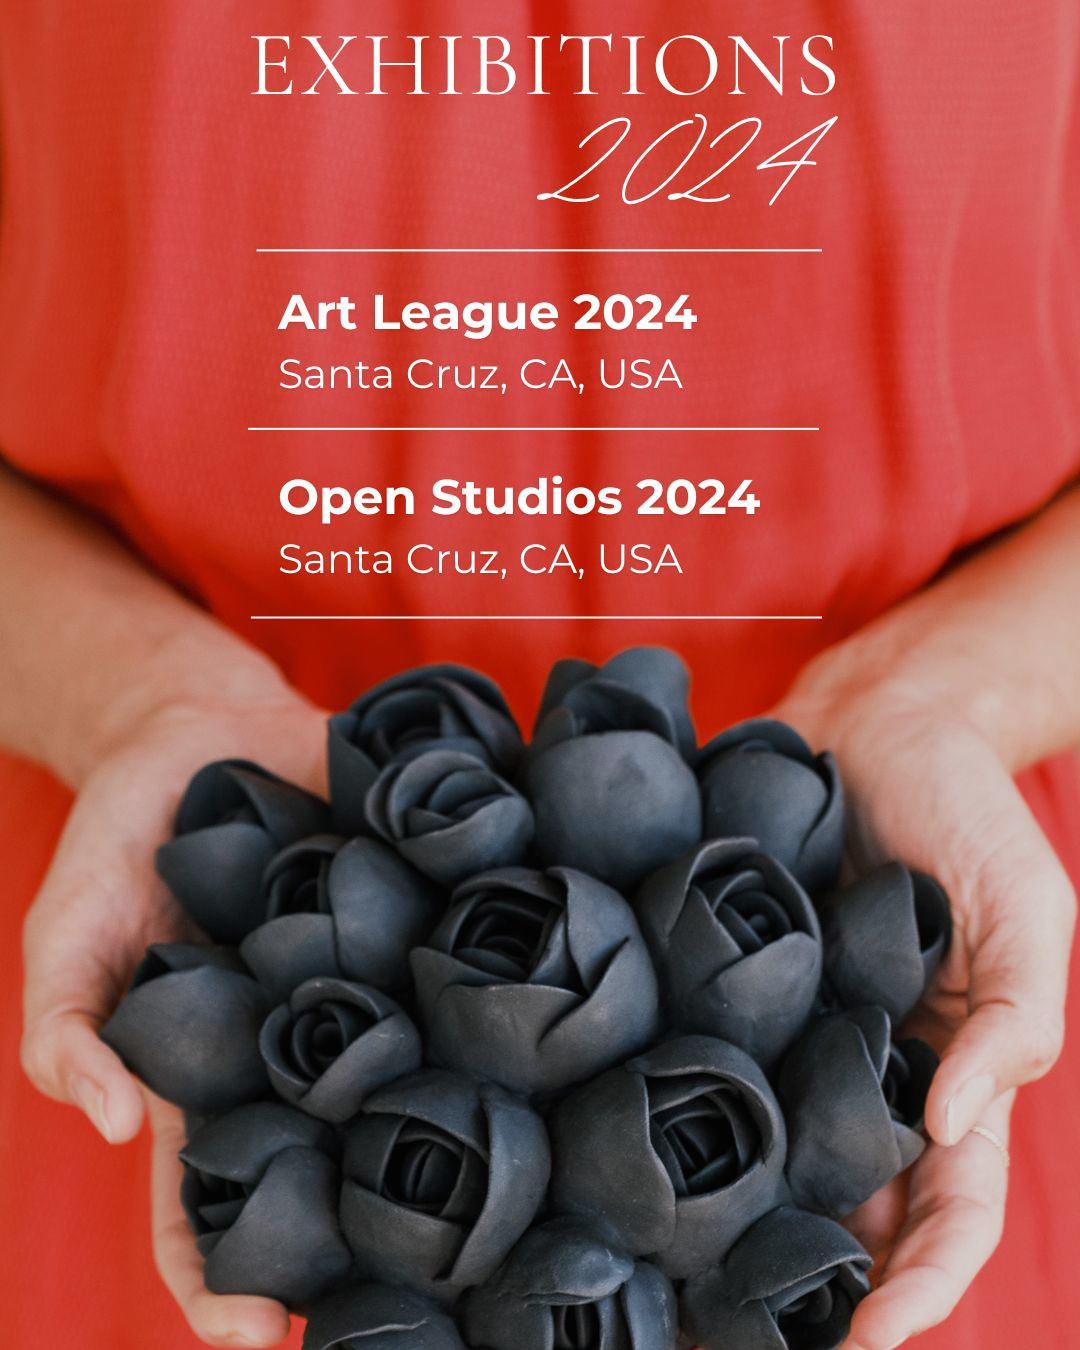 EXHIBITIONS
2024
Art League 2024
Santa Cruz, CA, USA
Open Studios 2024
Santa Cruz, CA, USA